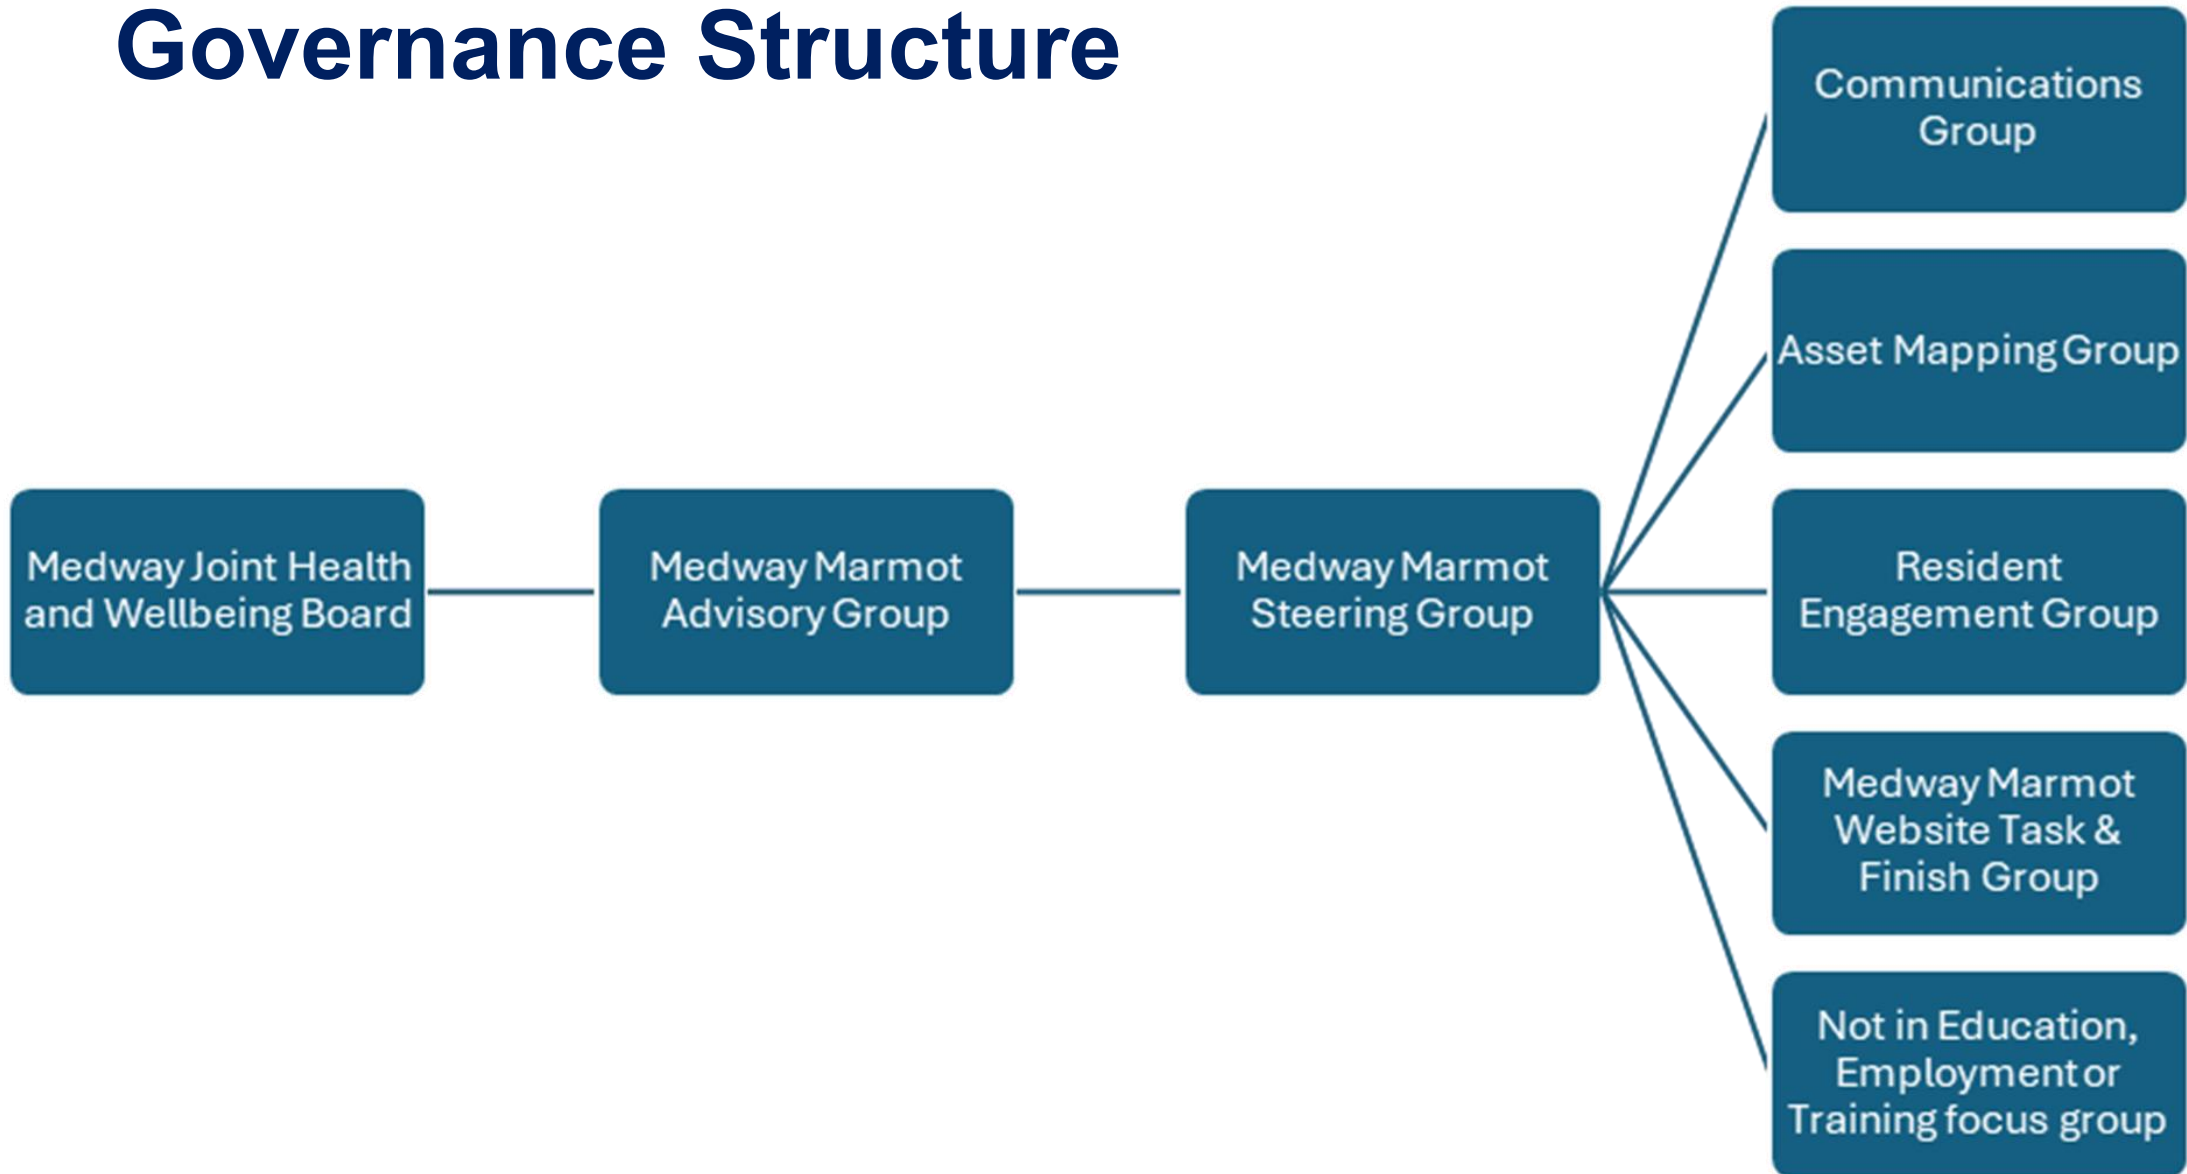 Governance Structure
Medway Joint Health
and Wellbeing Board
Medway Marmot
Advisory Group
Medway Marmot
Steering Group
Communications
Group
Asset Mapping Group
Resident
Engagement Group
Medway Marmot
Website Task &
Finish Group
Not in Education,
Employment or
Training focus group